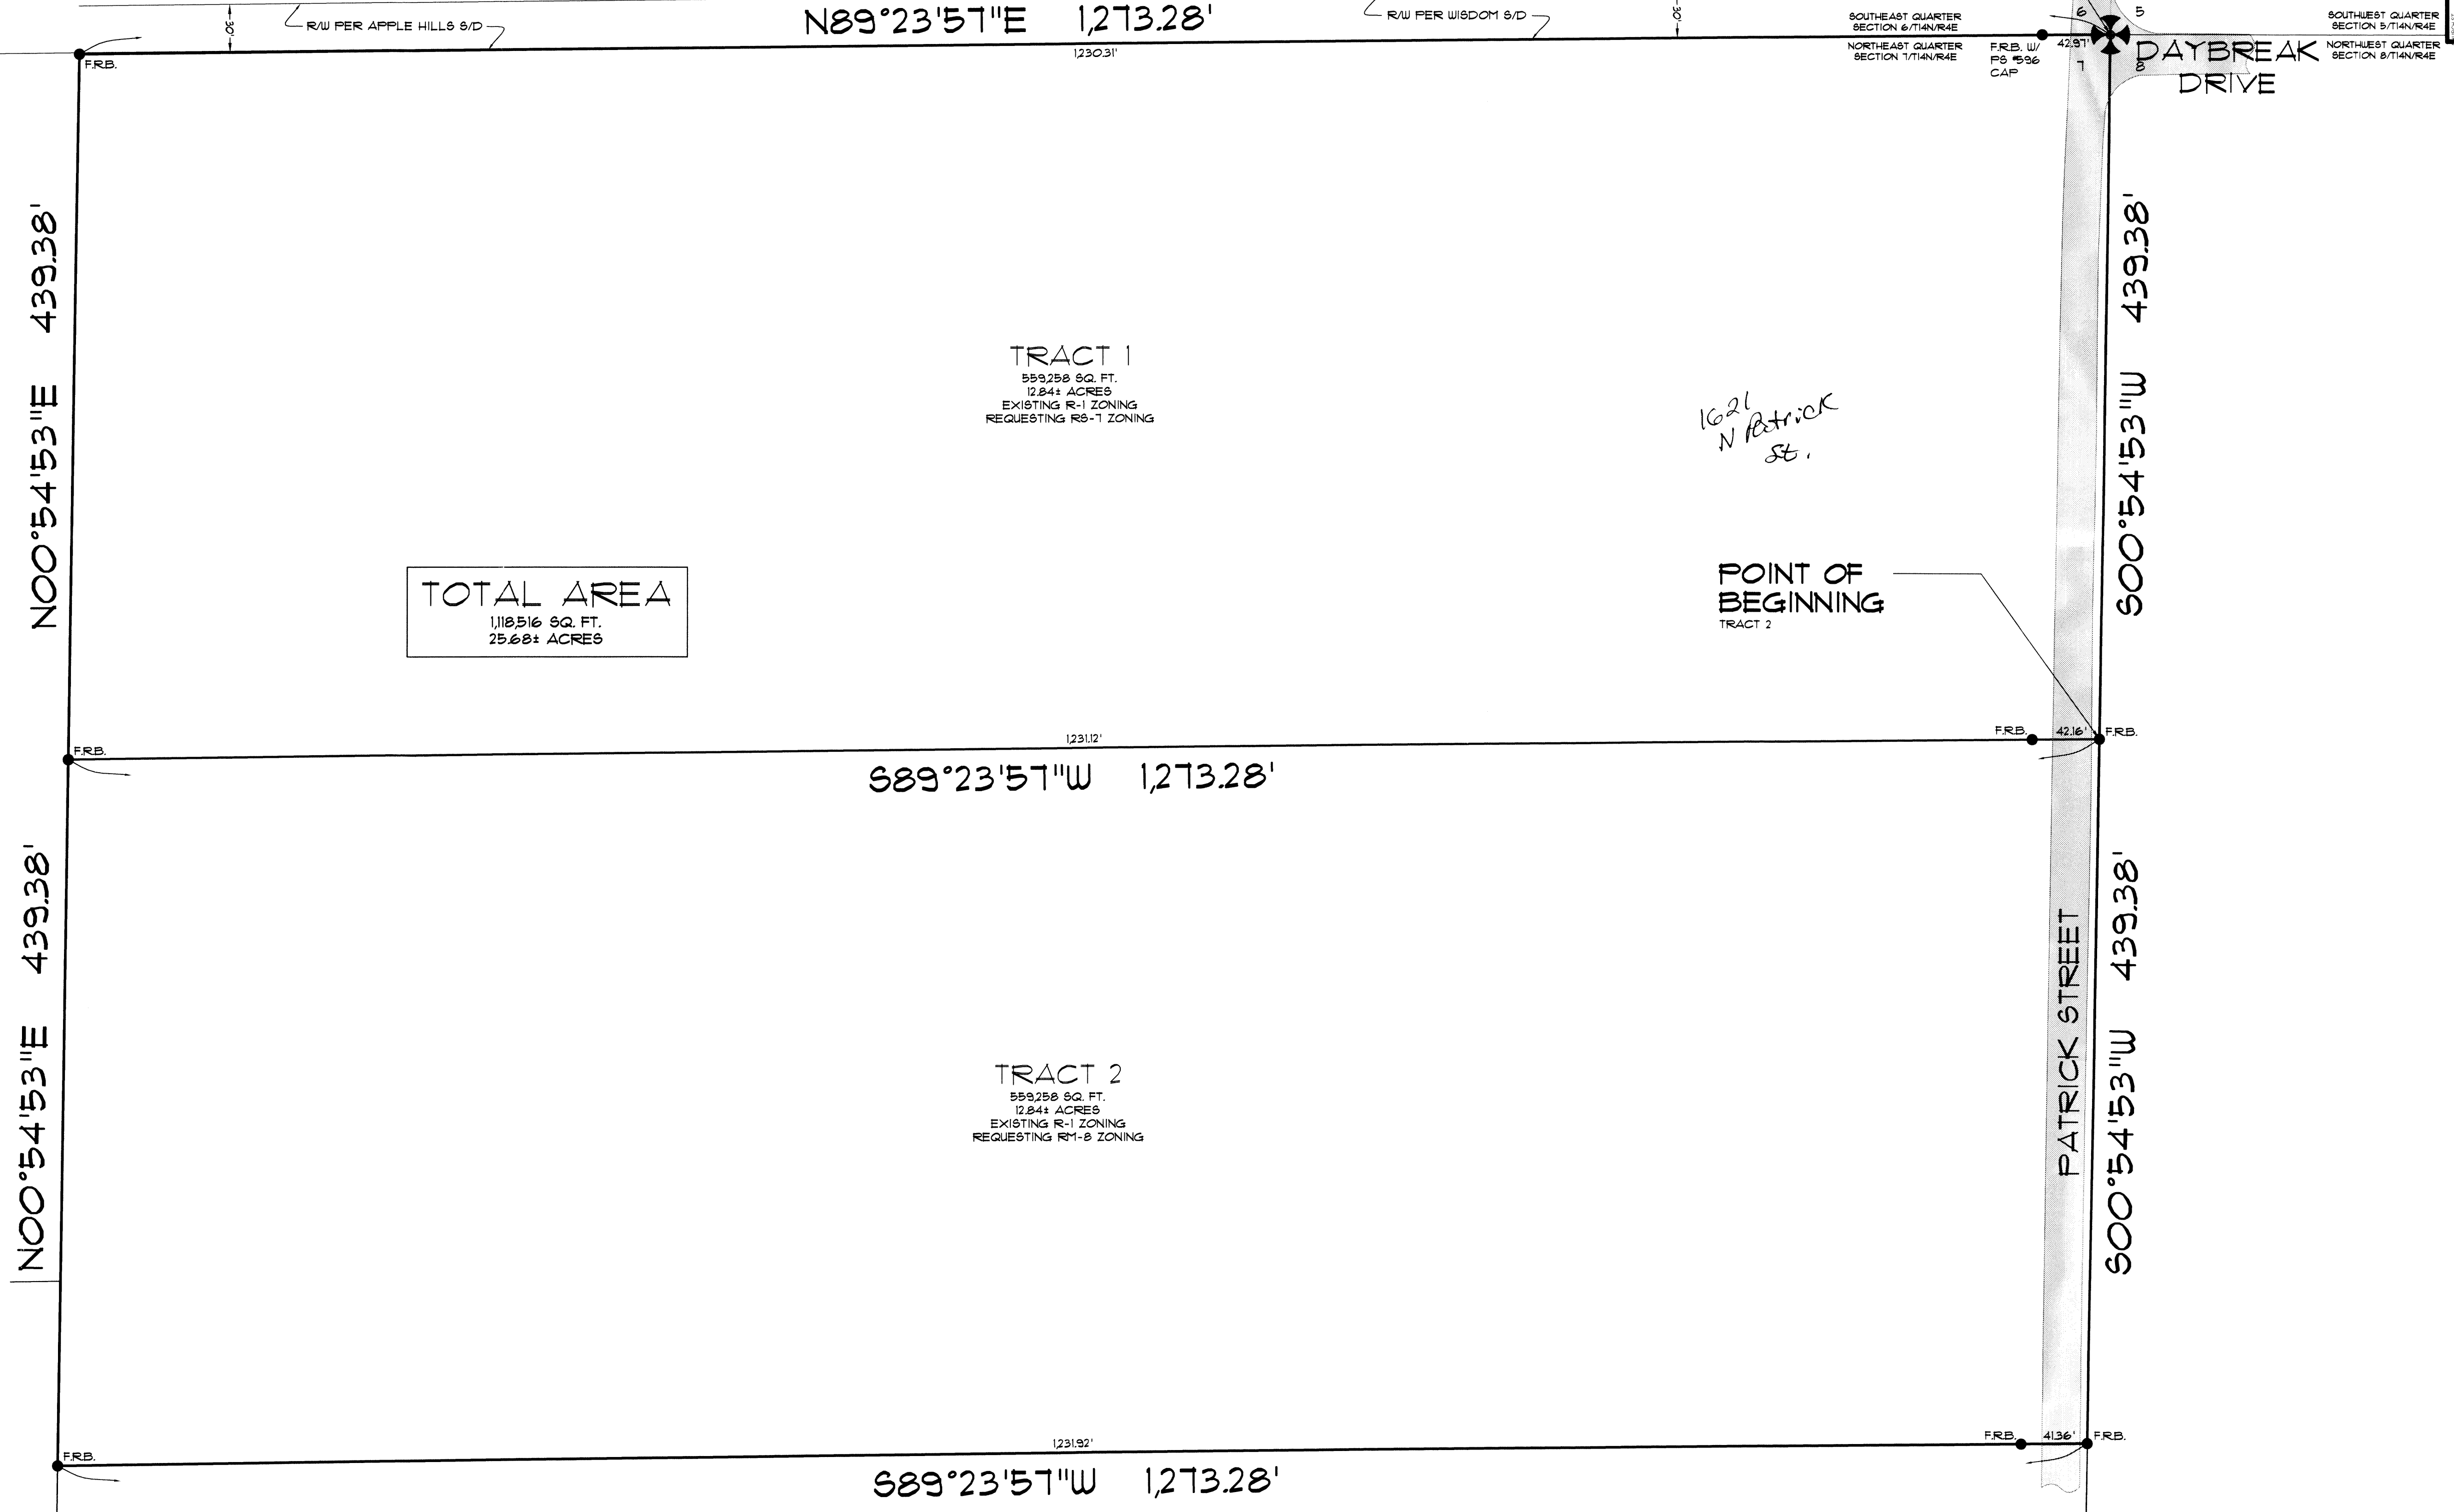 N89°23'57"E 1,273.28'
30'
R/W PER APPLE HILLS S/D
R/W PER WISDOM S/D
30'
1,230.31'
F.R.B.
SOUTHEAST QUARTER
SECTION 6/T14N/R4E
NORTHEAST QUARTER
SECTION 7/T14N/R4E
F.R.B. W/
PS #596
CAP
42.97'
6
5
7
8
SOUTHWEST QUARTER
SECTION 5/T14N/R4E
NORTHWEST QUARTER
SECTION 8/T14N/R4E
DAYBREAK
DRIVE
N00°54'53"E 439.38'
S00°54'53"W 439.38'
TRACT 1
559,258 SQ. FT.
12.84± ACRES
EXISTING R-1 ZONING
REQUESTING RS-7 ZONING
1621
N Patrick
St.
TOTAL AREA
1,118,516 SQ. FT.
25.68± ACRES
POINT OF
BEGINNING
TRACT 2
F.R.B.
1,231.12'
F.R.B.
42.16'
F.R.B.
S89°23'57"W 1,273.28'
N00°54'53"E 439.38'
S00°54'53"W 439.38'
PATRICK STREET
TRACT 2
559,258 SQ. FT.
12.84± ACRES
EXISTING R-1 ZONING
REQUESTING RM-8 ZONING
F.R.B.
1,231.92'
F.R.B.
41.36'
F.R.B.
S89°23'57"W 1,273.28'